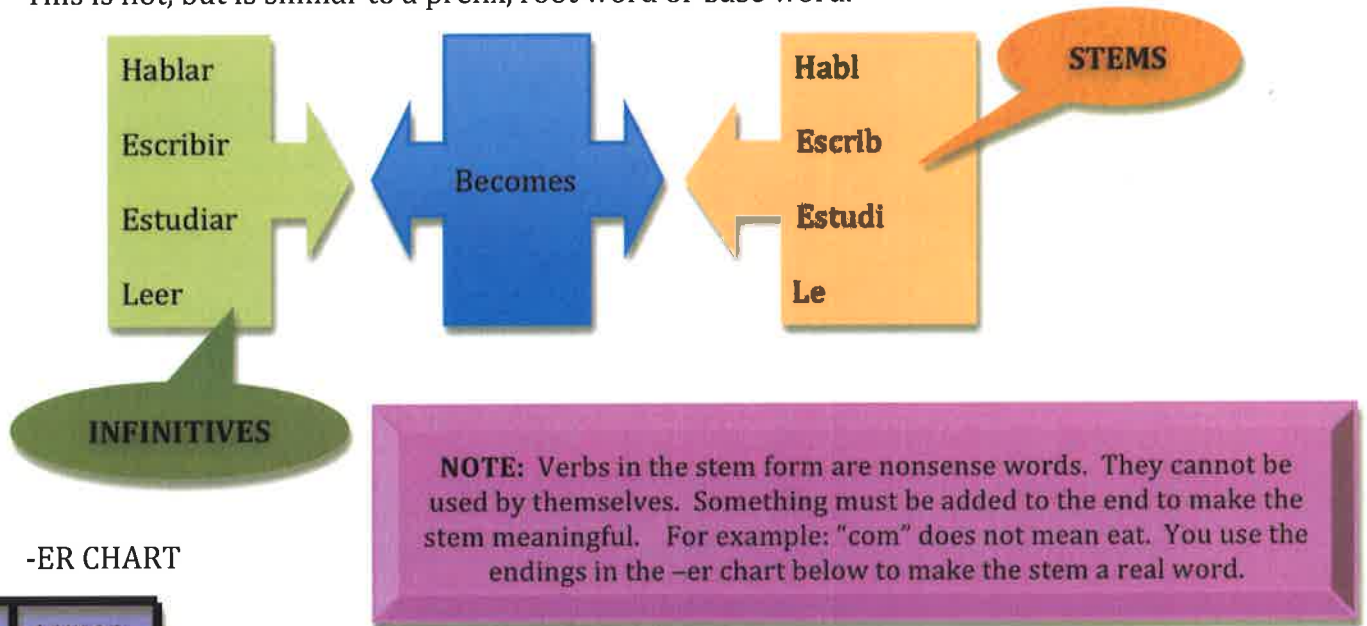 Hablar
Escribir
Estudiar
Leer
INFINITIVES
Becomes
Habl
Escrib
Estudi
Le
STEMS
NOTE: Verbs in the stem form are nonsense words. They cannot be
used by themselves. Something must be added to the end to make the
stem meaningful. For example: "com" does not mean eat. You use the
endings in the –er chart below to make the stem a real word.
-ER CHART